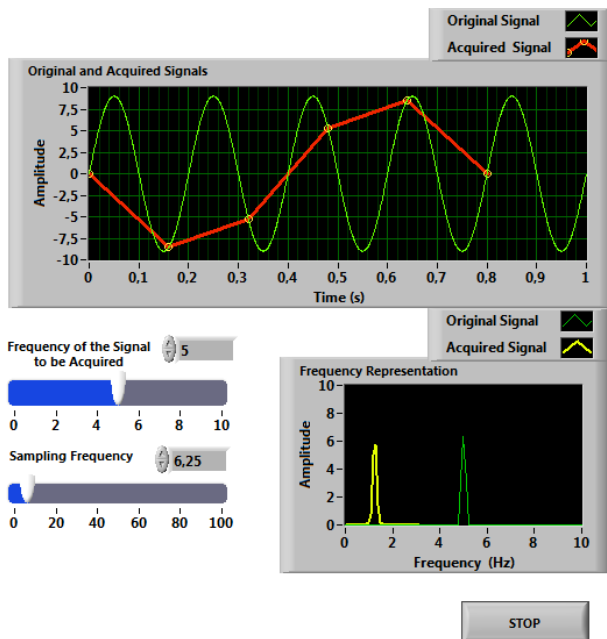 Original Signal
Acquired Signal
Original and Acquired Signals
Amplitude
10
7,5
5
2,5
0
-2,5
-5
-7,5
-10
0 0,1 0,2 0,3 0,4 0,5 0,6 0,7 0,8 0,9 1
Time (s)
Frequency of the Signal
to be Acquired
5
0 2 4 6 8 10
Sampling Frequency
6,25
0 20 40 60 80 100
Original Signal
Acquired Signal
Frequency Representation
Amplitude
10
8
6
4
2
0
0 2 4 6 8 10
Frequency (Hz)
STOP